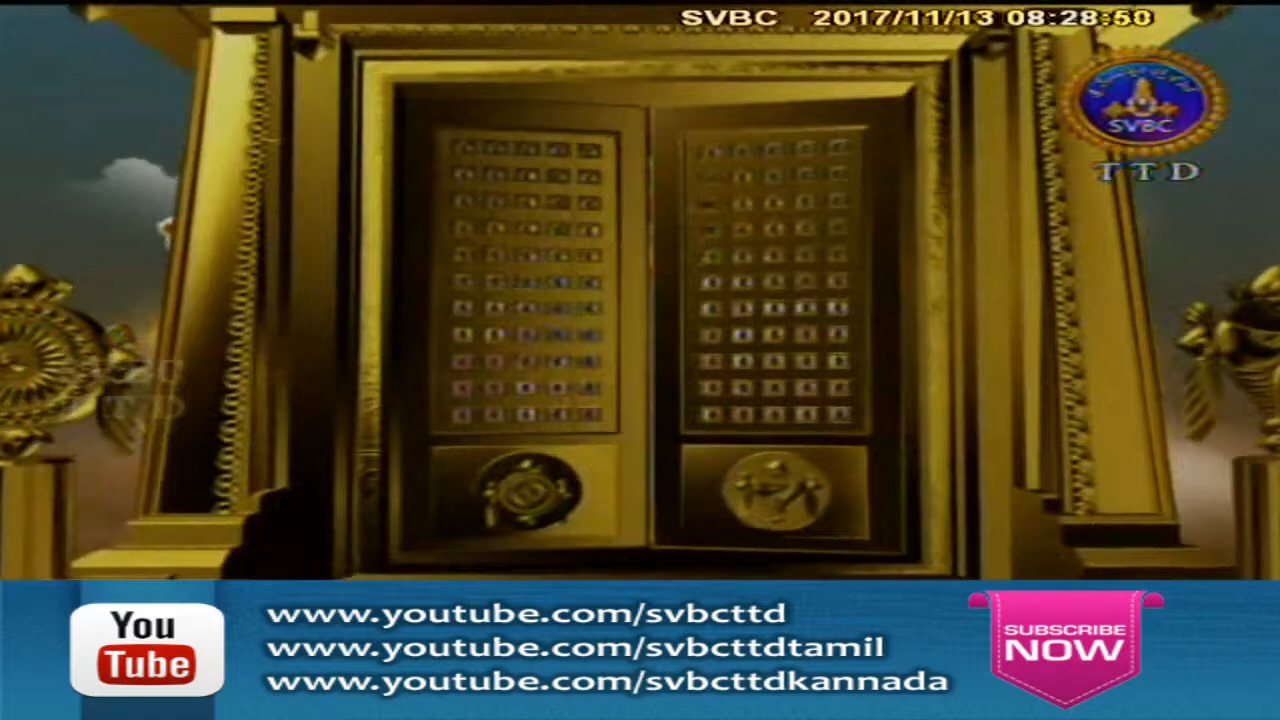 SVBC 2017/11/13 08:28:50
SVBC
T T D
You
Tube
www.youtube.com/svbcttd
www.youtube.com/svbcttdtamil
www.youtube.com/svbcttdkannada
SUBSCRIBE
NOW